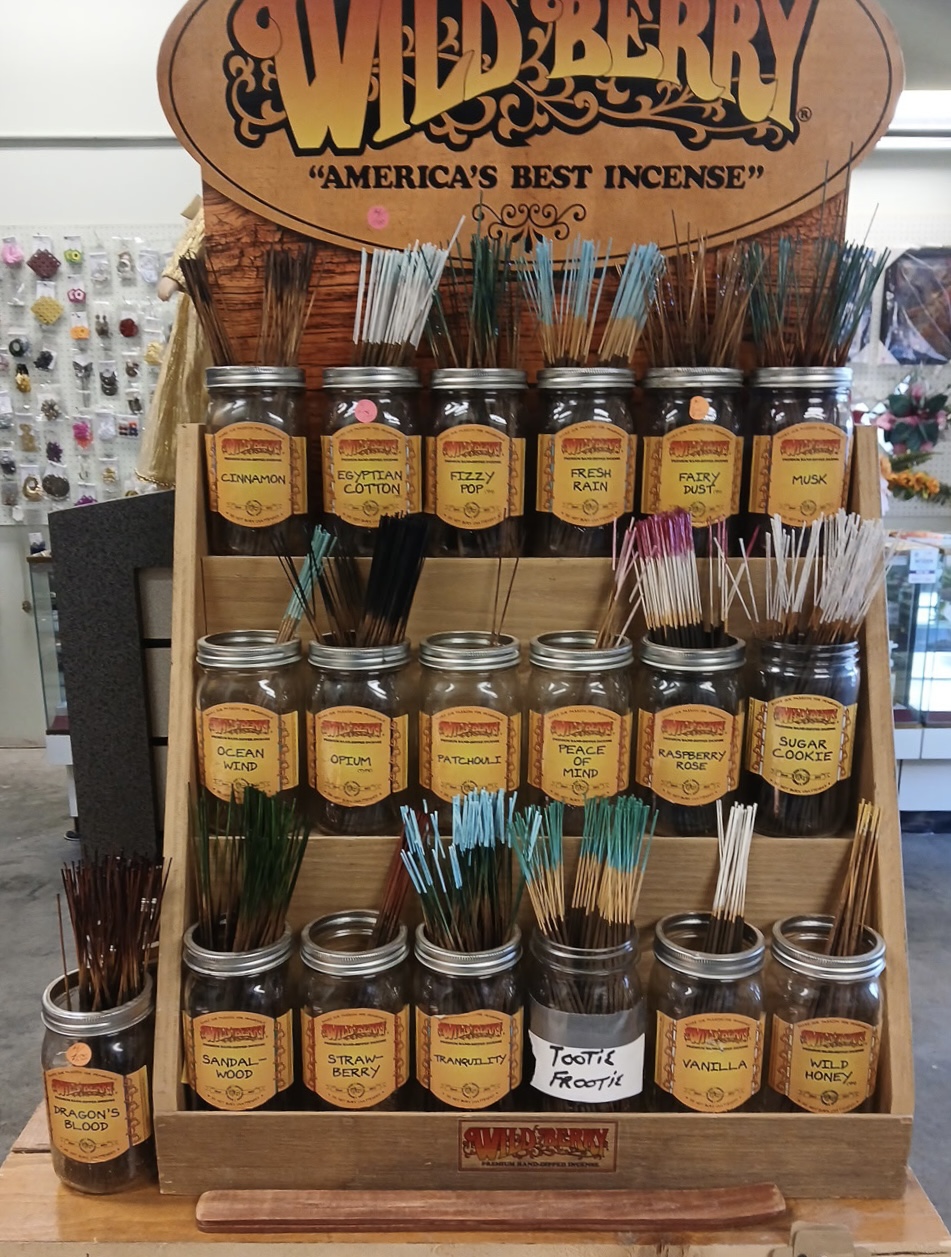 WILD BERRY®
"AMERICA'S BEST INCENSE"
CINNAMON
EGYPTIAN
COTTON
FIZZY
POP
FRESH
RAIN
FAIRY
DUST
MUSK
OCEAN
WIND
OPIUM
PATCHOULI
PEACE
OF
MIND
RASPBERRY
ROSE
SUGAR
COOKIE
SANDAL-
WOOD
STRAW-
BERRY
TRANQUILITY
TOOTIE
FROOTIE
VANILLA
WILD
HONEY
DRAGON'S
BLOOD
WILD BERRY
PREMIUM HAND-DIPPED INCENSE